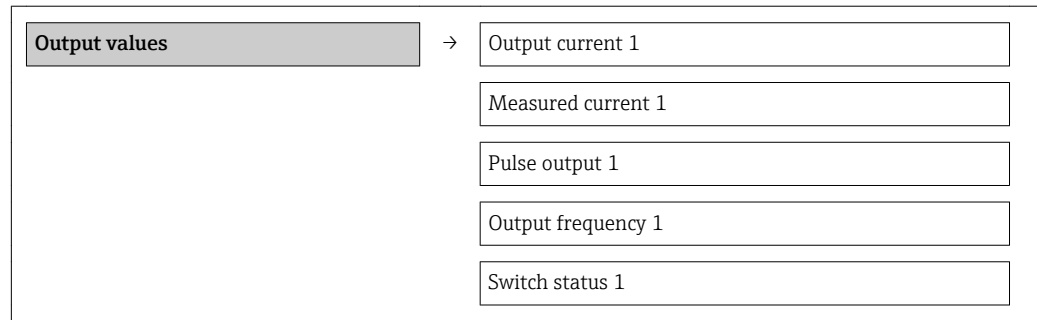 Output values → Output current 1
Measured current 1
Pulse output 1
Output frequency 1
Switch status 1